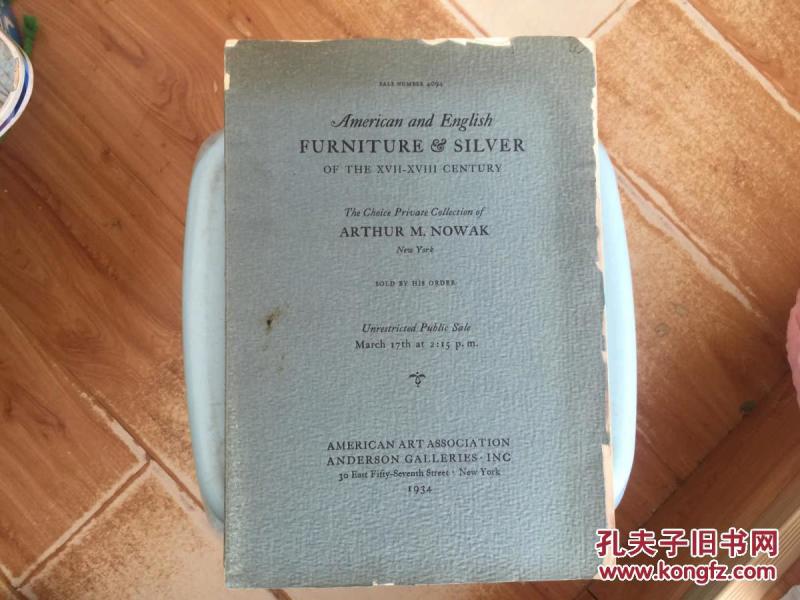 SALE NUMBER 4094
American and English
FURNITURE & SILVER
OF THE XVII-XVIII CENTURY
The Choice Private Collection of
ARTHUR M. NOWAK
New York
SOLD BY HIS ORDER
Unrestricted Public Sale
March 17th at 2:15 p.m.
AMERICAN ART ASSOCIATION
ANDERSON GALLERIES · INC
30 East Fifty-Seventh Street · New York
1934
孔夫子旧书网
www.kongfz.com